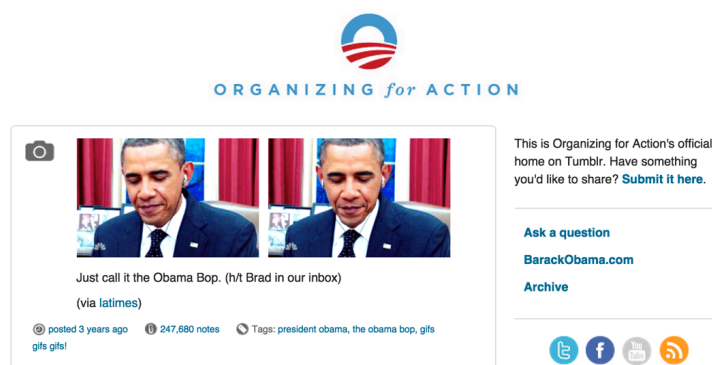 ORGANIZING for ACTION
This is Organizing for Action's official
home on Tumblr. Have something
you'd like to share? Submit it here.
Just call it the Obama Bop. (h/t Brad in our inbox)
(via latimes)
posted 3 years ago 247,680 notes Tags: president obama, the obama bop, gifs
gifs gifs!
Ask a question
BarackObama.com
Archive
You
Tube